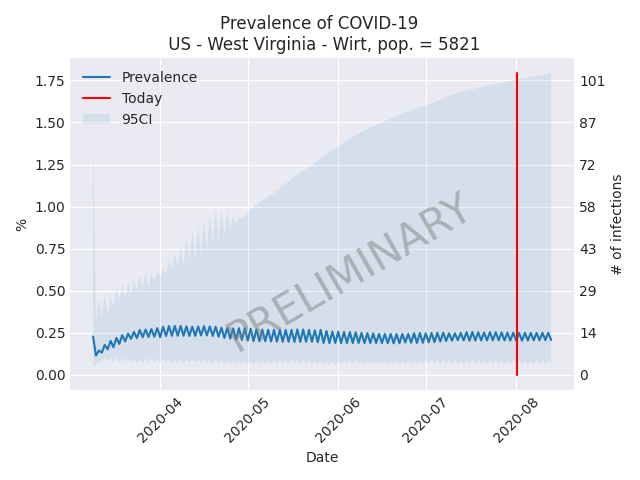 Prevalence of COVID-19
US - West Virginia - Wirt, pop. = 5821
Prevalence
Today
95CI
1.75
1.50
1.25
1.00
0.75
0.50
0.25
0.00
%
101
87
72
58
43
29
14
0
# of infections
PRELIMINARY
2020-04
2020-05
2020-06
2020-07
2020-08
Date